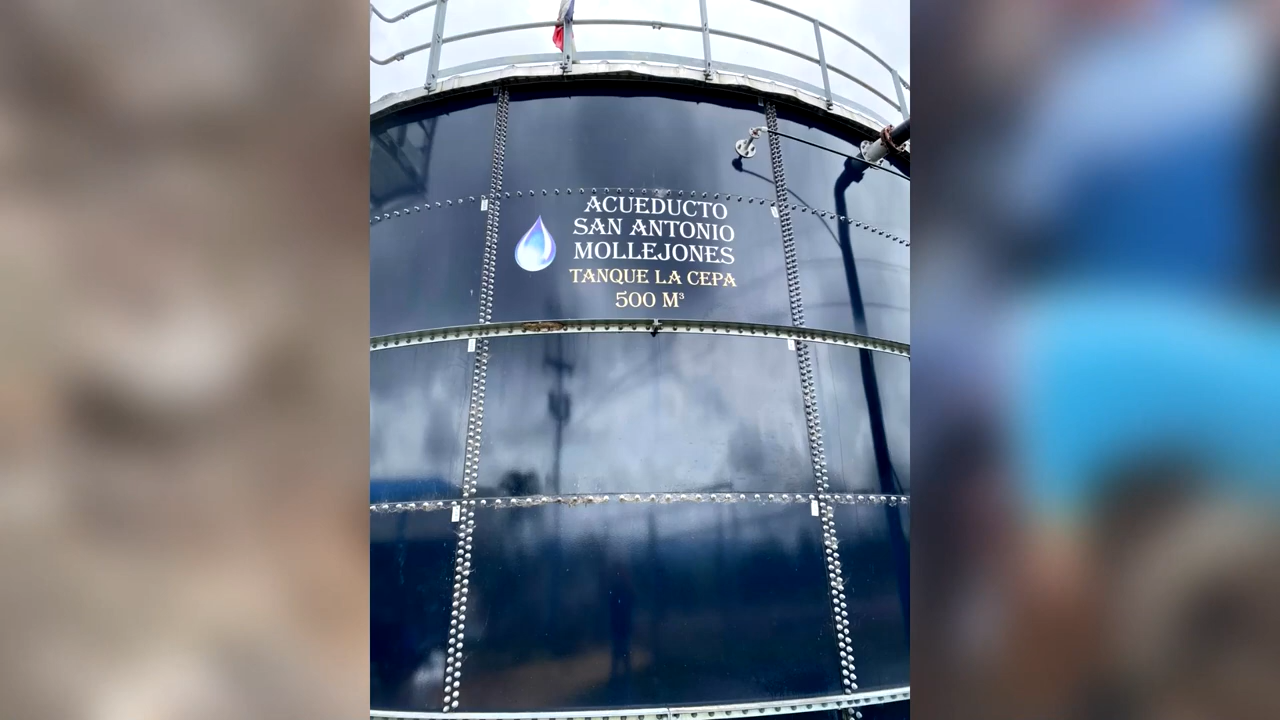 ACUEDUCTO
SAN ANTONIO
MOLLEJONES
TANQUE LA CEPA
500 M³